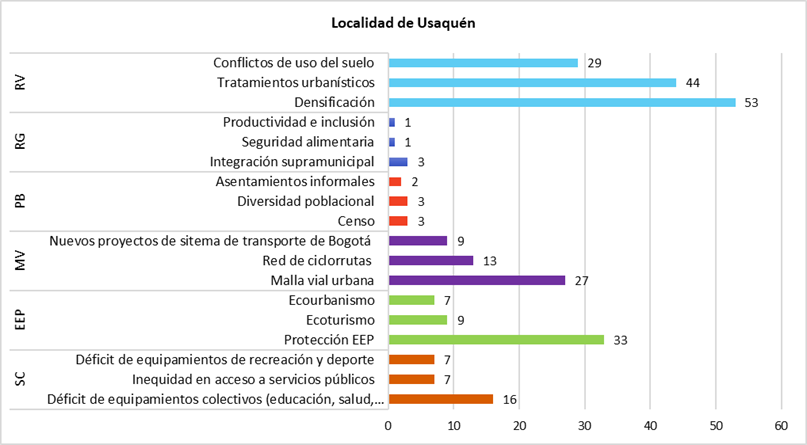 Localidad de Usaquén
RV
Conflictos de uso del suelo 29
Tratamientos urbanísticos 44
Densificación 53
RG
Productividad e inclusión 1
Seguridad alimentaria 1
Integración supramunicipal 3
PB
Asentamientos informales 2
Diversidad poblacional 3
Censo 3
MV
Nuevos proyectos de sitema de transporte de Bogotá 9
Red de ciclorrutas 13
Malla vial urbana 27
EEP
Ecourbanismo 7
Ecoturismo 9
Protección EEP 33
SC
Déficit de equipamientos de recreación y deporte 7
Inequidad en acceso a servicios públicos 7
Déficit de equipamientos colectivos (educación, salud,... 16
0 10 20 30 40 50 60